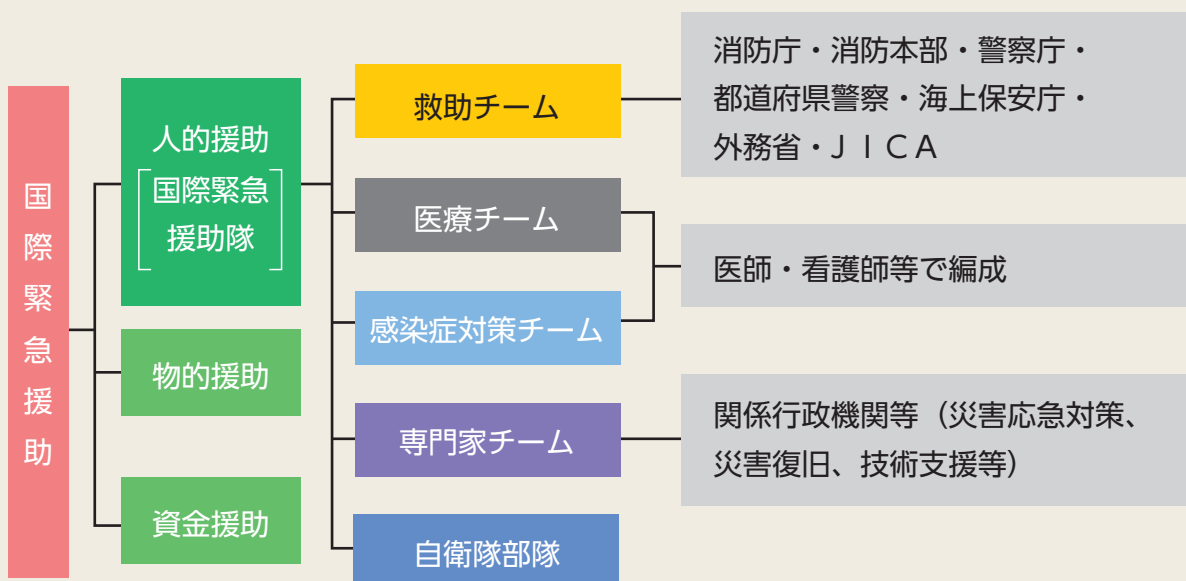 国際緊急援助
人的援助
国際緊急
援助隊
物的援助
資金援助
救助チーム
医療チーム
感染症対策チーム
専門家チーム
自衛隊部隊
消防庁・消防本部・警察庁・
都道府県警察・海上保安庁・
外務省・ＪＩＣＡ
医師・看護師等で編成
関係行政機関等（災害応急対策、
災害復旧、技術支援等）